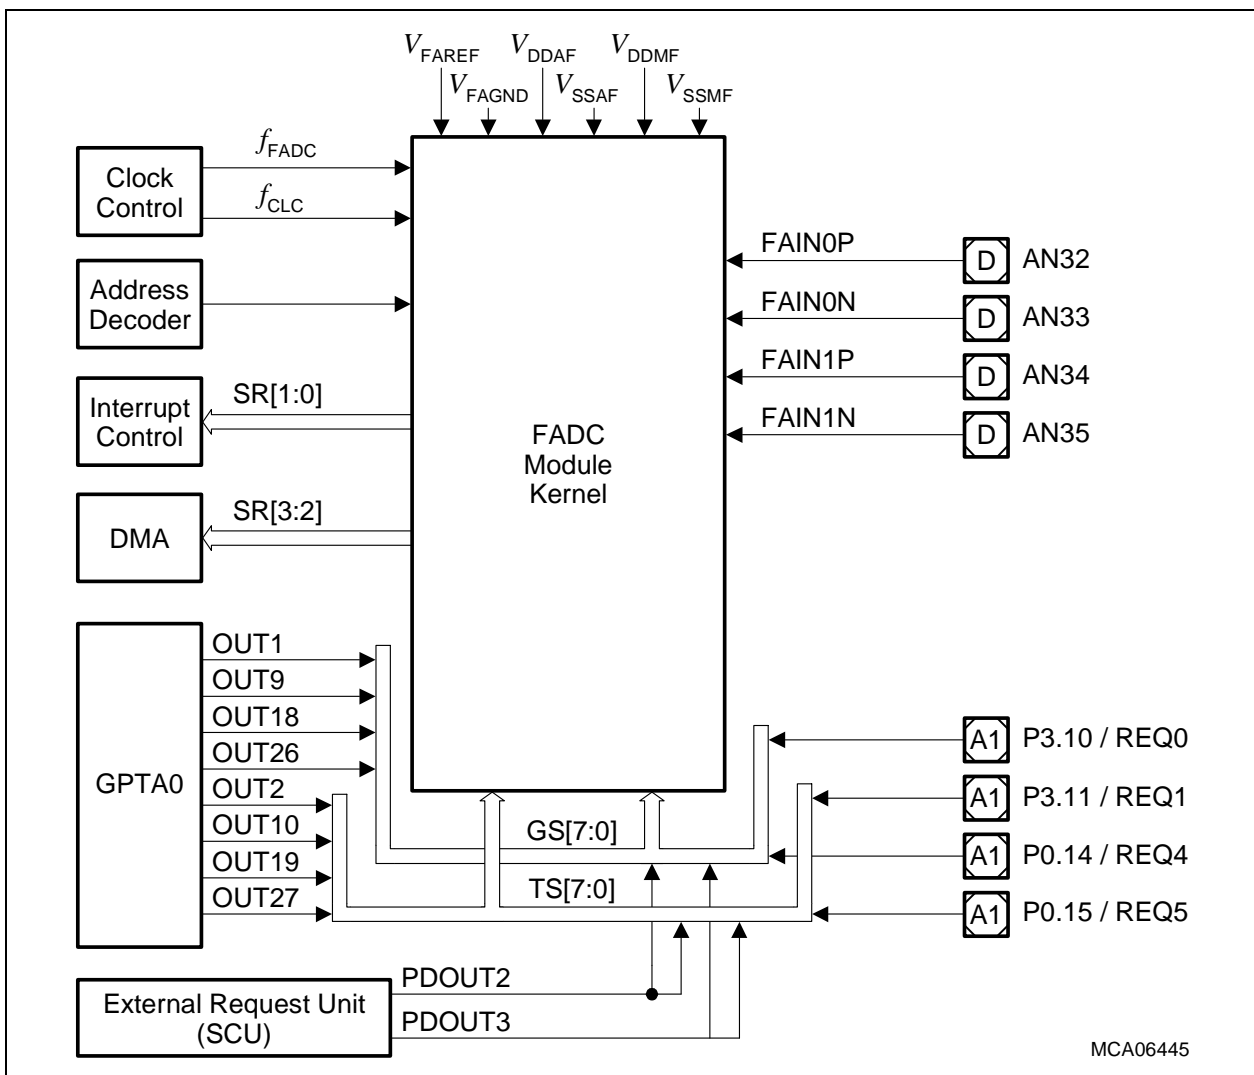 VFAREF VDDAF VDDMF
VFAGND VSSAF VSSMF
Clock
Control
fFADC
fCLC
Address
Decoder
Interrupt
Control
SR[1:0]
DMA
SR[3:2]
FADC
Module
Kernel
FAIN0P D AN32
FAIN0N D AN33
FAIN1P D AN34
FAIN1N D AN35
GPTA0
OUT1
OUT9
OUT18
OUT26
OUT2
OUT10
OUT19
OUT27
GS[7:0]
TS[7:0]
A1 P3.10 / REQ0
A1 P3.11 / REQ1
A1 P0.14 / REQ4
A1 P0.15 / REQ5
External Request Unit
(SCU)
PDOUT2
PDOUT3
MCA06445